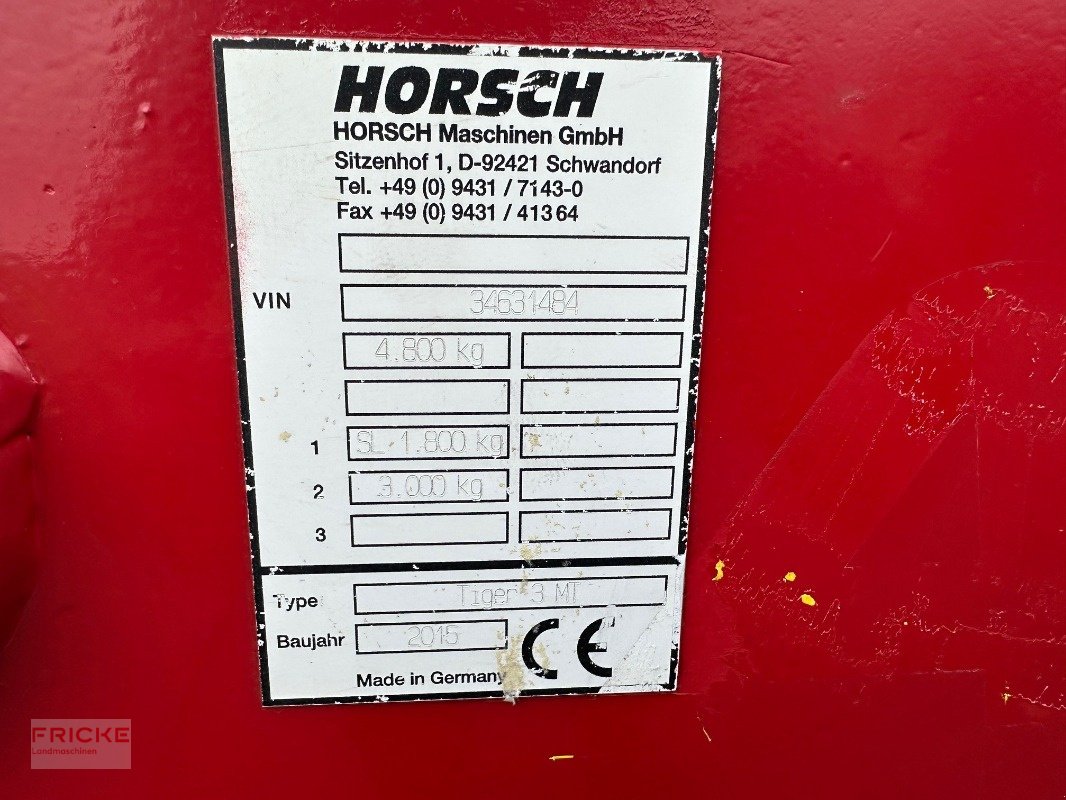 HORSCH
HORSCH Maschinen GmbH
Sitzenhof 1, D-92421 Schwandorf
Tel. +49 (0) 9431 / 7143-0
Fax +49 (0) 9431 / 41364
VIN 34631484
4.800 kg
1 SL 1.800 kg
2 3.000 kg
3
Type Tiger 3 MT
Baujahr 2015 CE
Made in Germany
FRICKE
Landmaschinen